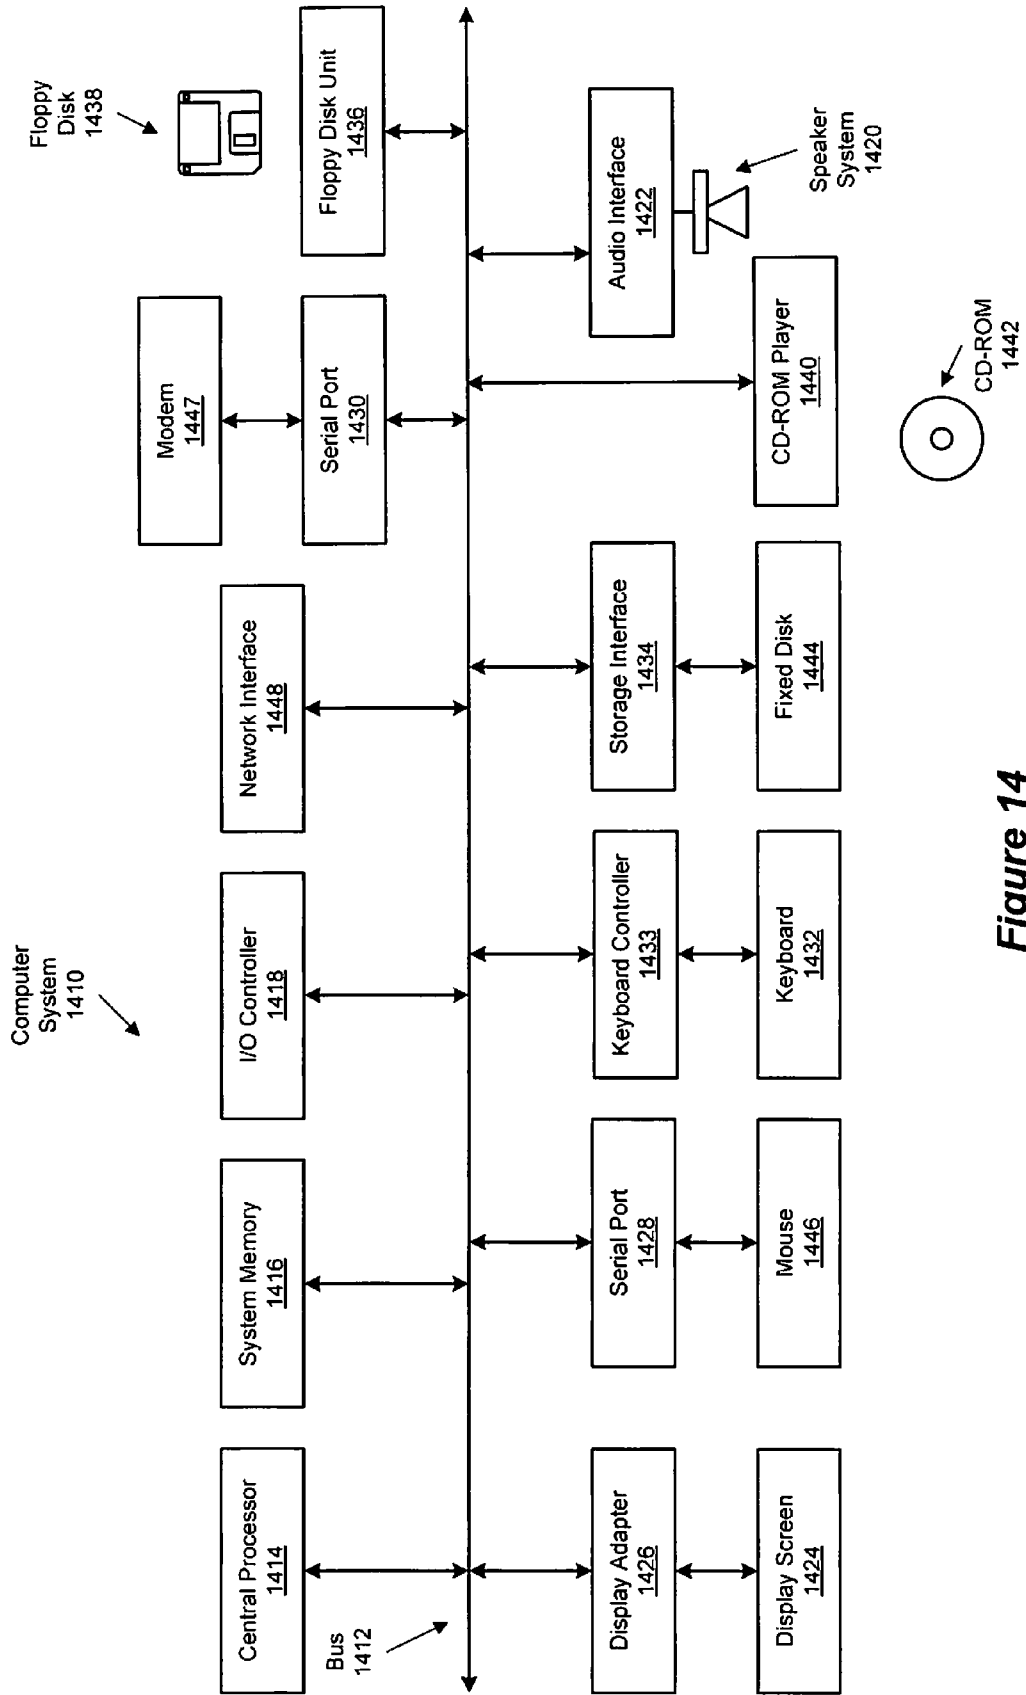 Computer
System
1410
Floppy
Disk
1438
Modem
1447
Central Processor
1414
System Memory
1416
I/O Controller
1418
Network Interface
1448
Serial Port
1430
Floppy Disk Unit
1436
Bus
1412
Display Adapter
1426
Serial Port
1428
Keyboard Controller
1433
Storage Interface
1434
Audio Interface
1422
Display Screen
1424
Mouse
1446
Keyboard
1432
Fixed Disk
1444
CD-ROM Player
1440
Speaker
System
1420
CD-ROM
1442
Figure 14